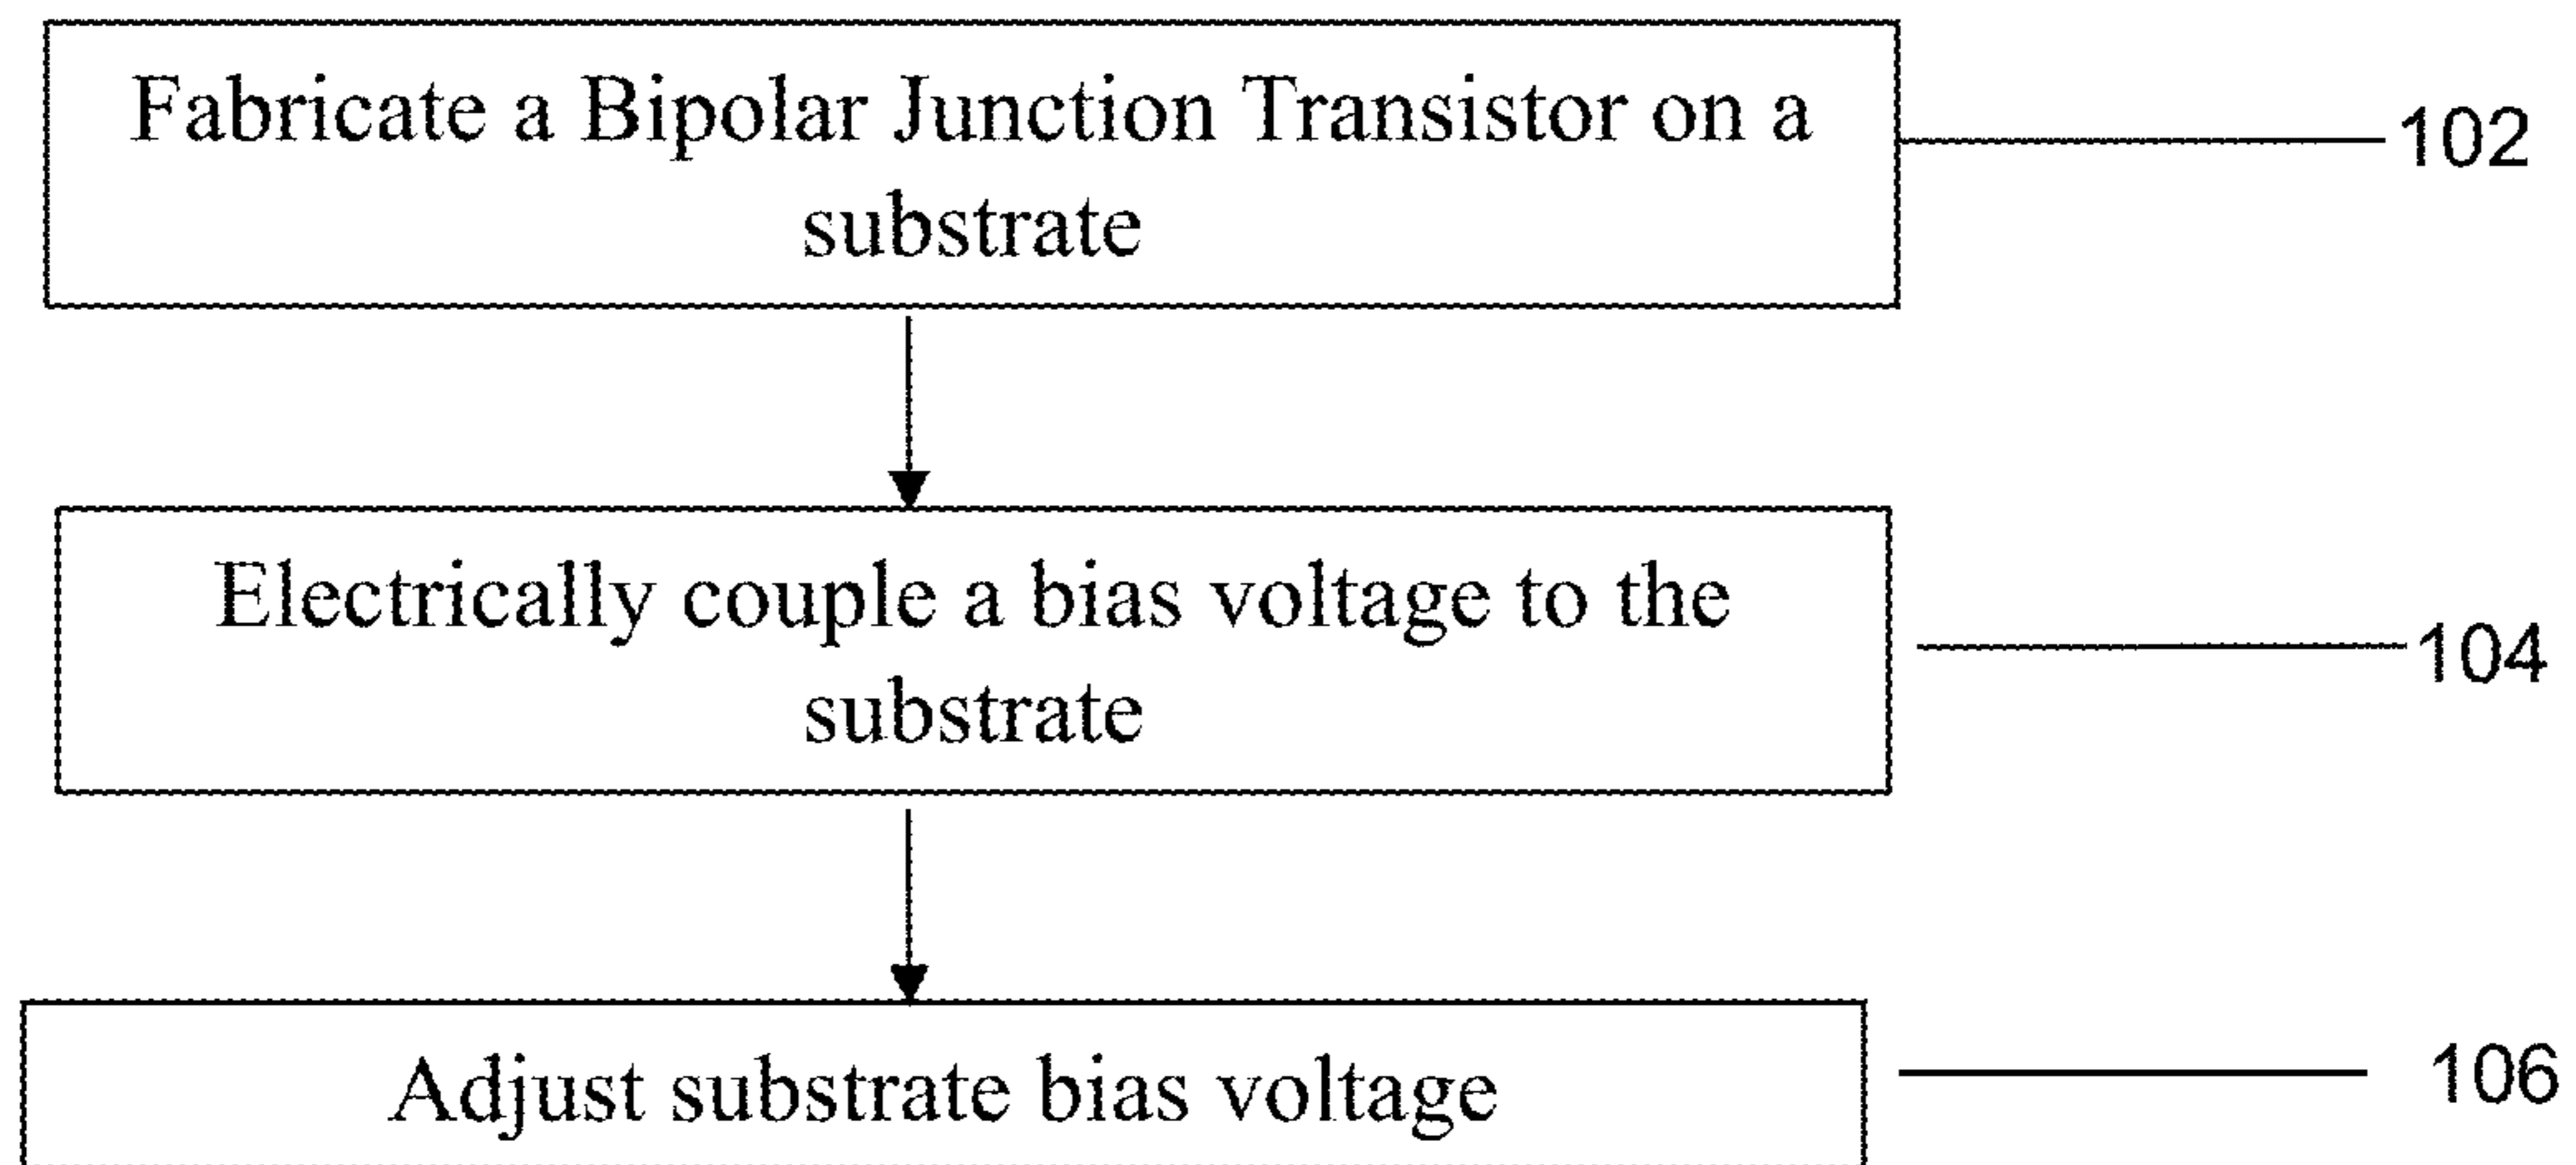 Fabricate a Bipolar Junction Transistor on a
substrate
102
Electrically couple a bias voltage to the
substrate
104
Adjust substrate bias voltage
106